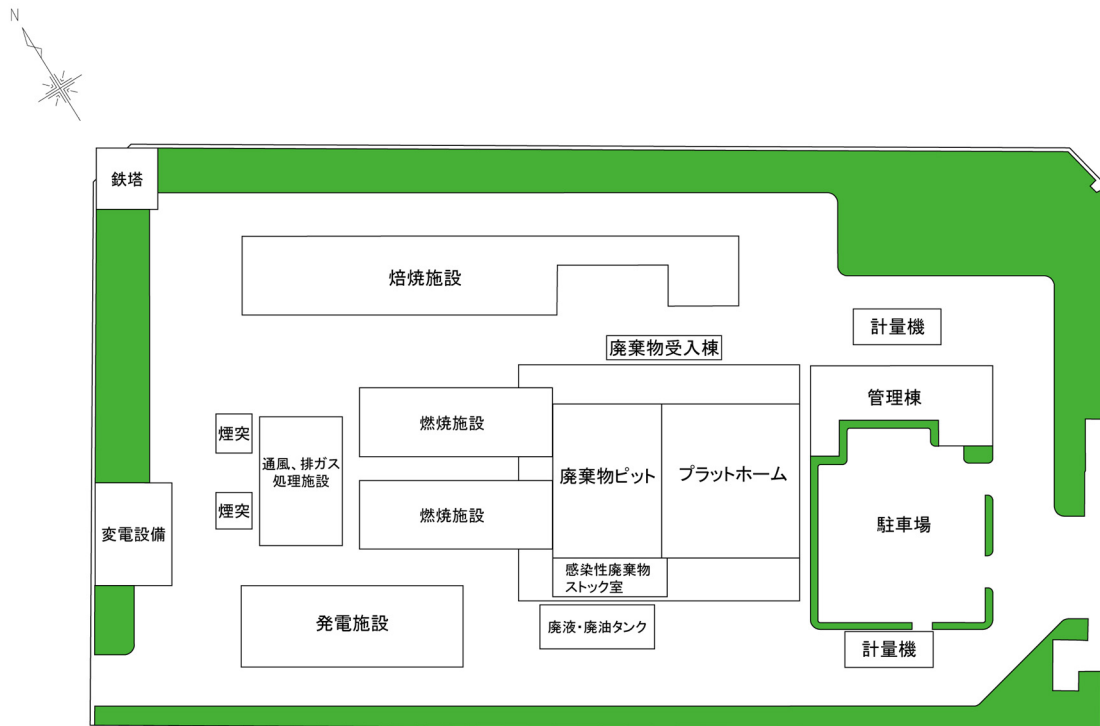 N
鉄塔
焙焼施設
計量機
廃棄物受入棟
管理棟
燃焼施設
煙突
通風、排ガス
処理施設
廃棄物ピット
プラットホーム
煙突
燃焼施設
駐車場
変電設備
感染性廃棄物
ストック室
発電施設
廃液・廃油タンク
計量機